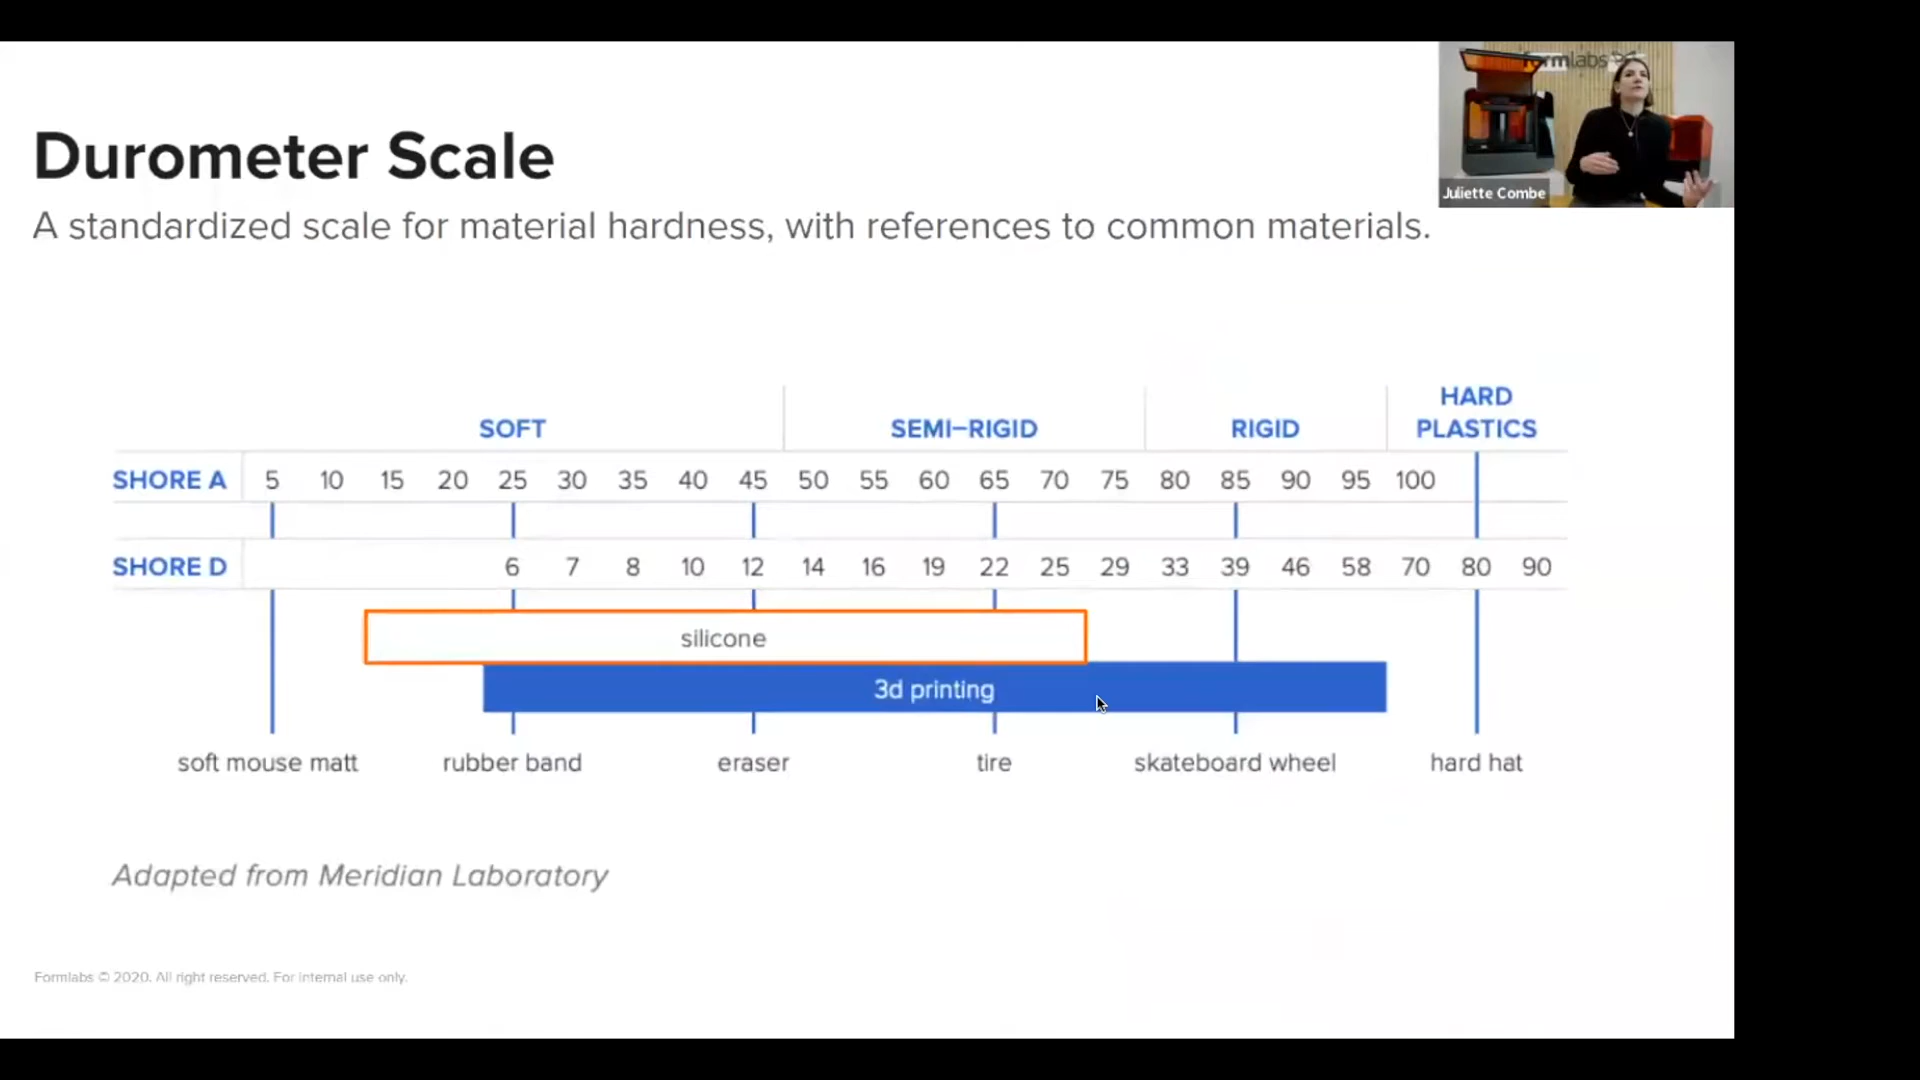 formlabs
Juliette Combe
Durometer Scale
A standardized scale for material hardness, with references to common materials.
SOFT
SEMI-RIGID
RIGID
HARD
PLASTICS
SHORE A 5 10 15 20 25 30 35 40 45 50 55 60 65 70 75 80 85 90 95 100
SHORE D 6 7 8 10 12 14 16 19 22 25 29 33 39 46 58 70 80 90
silicone
3d printing
soft mouse matt rubber band eraser tire skateboard wheel hard hat
Adapted from Meridian Laboratory
Formlabs © 2020. All right reserved. For internal use only.